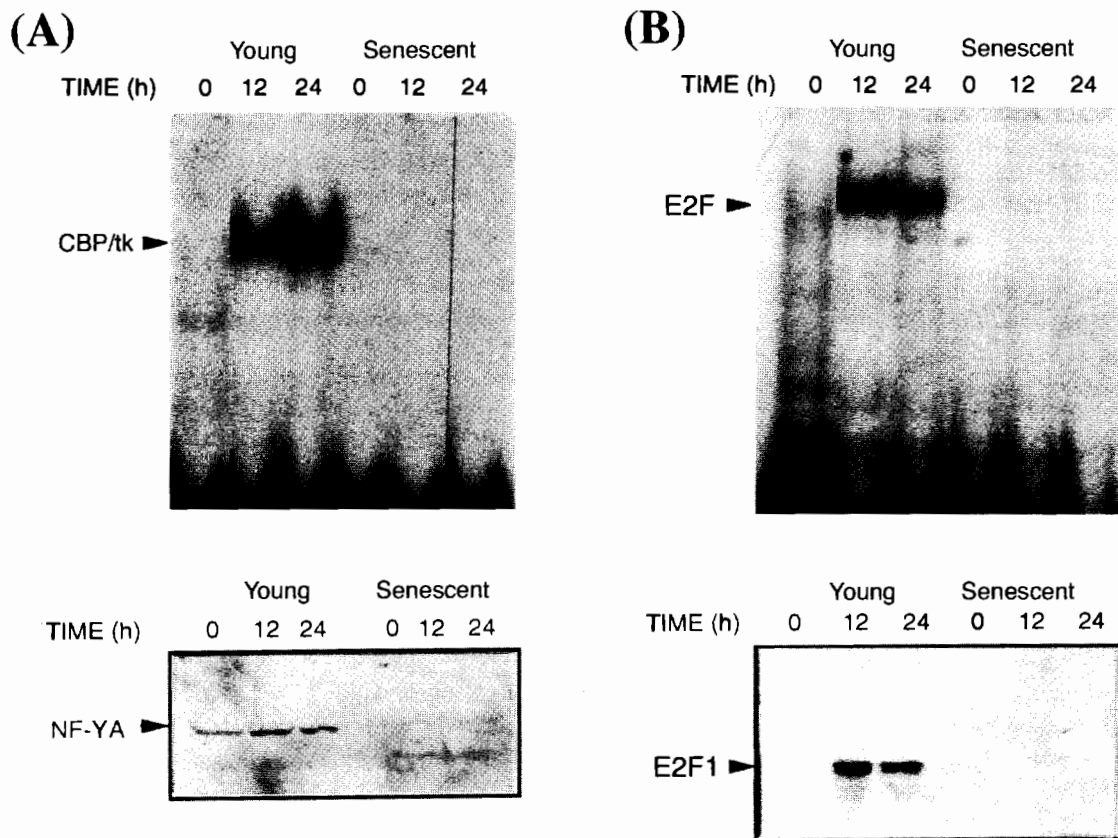 (A)
Young Senescent
TIME (h) 0 12 24 0 12 24
CBP/tk
Young Senescent
TIME (h) 0 12 24 0 12 24
NF-YA
(B)
Young Senescent
TIME (h) 0 12 24 0 12 24
E2F
Young Senescent
TIME (h) 0 12 24 0 12 24
E2F1